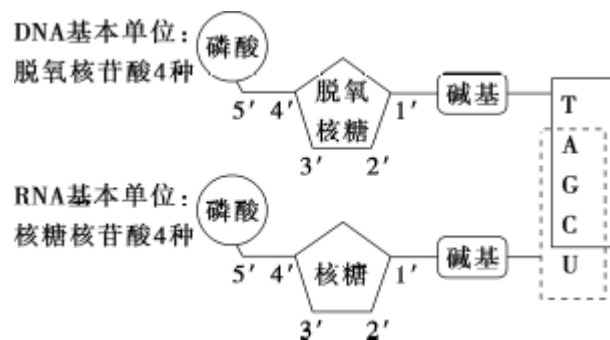 DNA基本单位：
脱氧核苷酸4种
磷酸
脱氧
核糖
碱基
5′ 4′ 1′
3′ 2′
T
A
G
C
U
RNA基本单位：
核糖核苷酸4种
磷酸
核糖
碱基
5′ 4′ 1′
3′ 2′